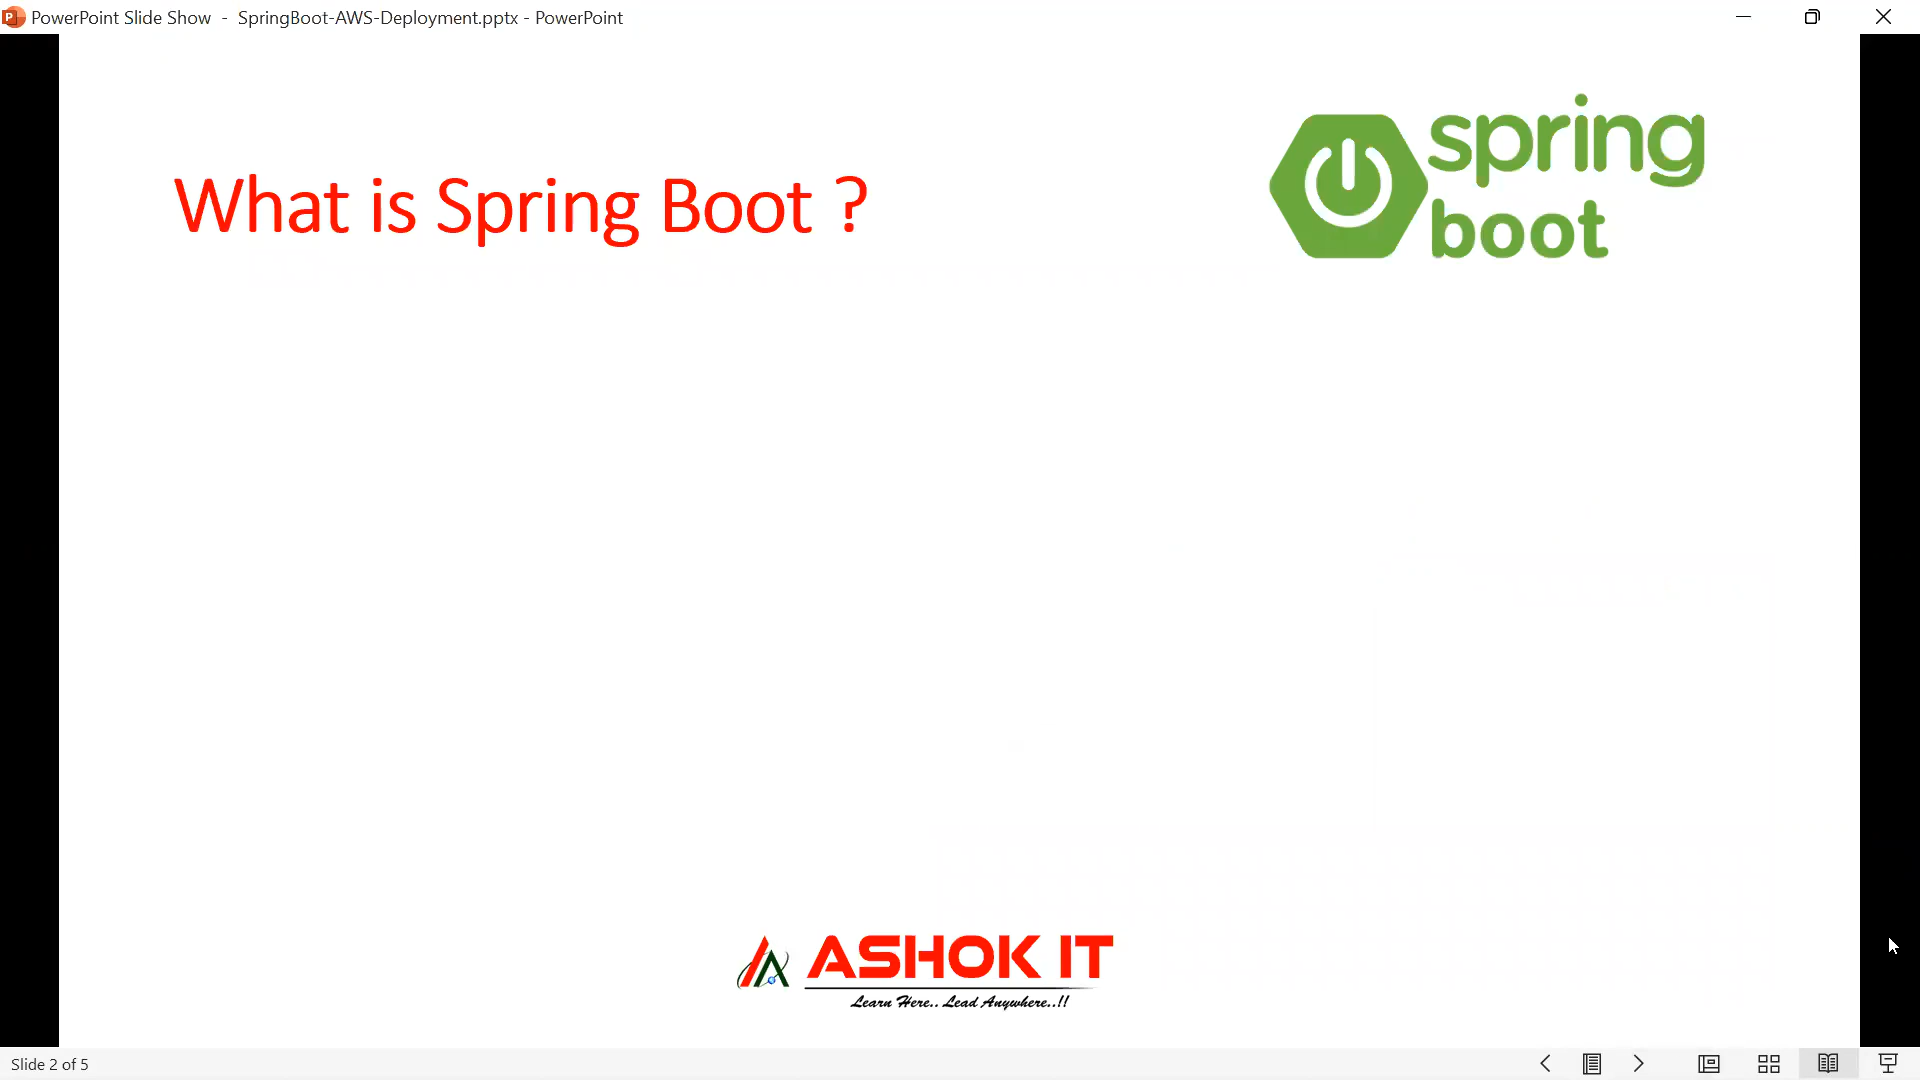 PowerPoint Slide Show - SpringBoot-AWS-Deployment.pptx - PowerPoint
What is Spring Boot ?
spring
boot
ASHOK IT
Learn Here.. Lead Anywhere..!!
Slide 2 of 5